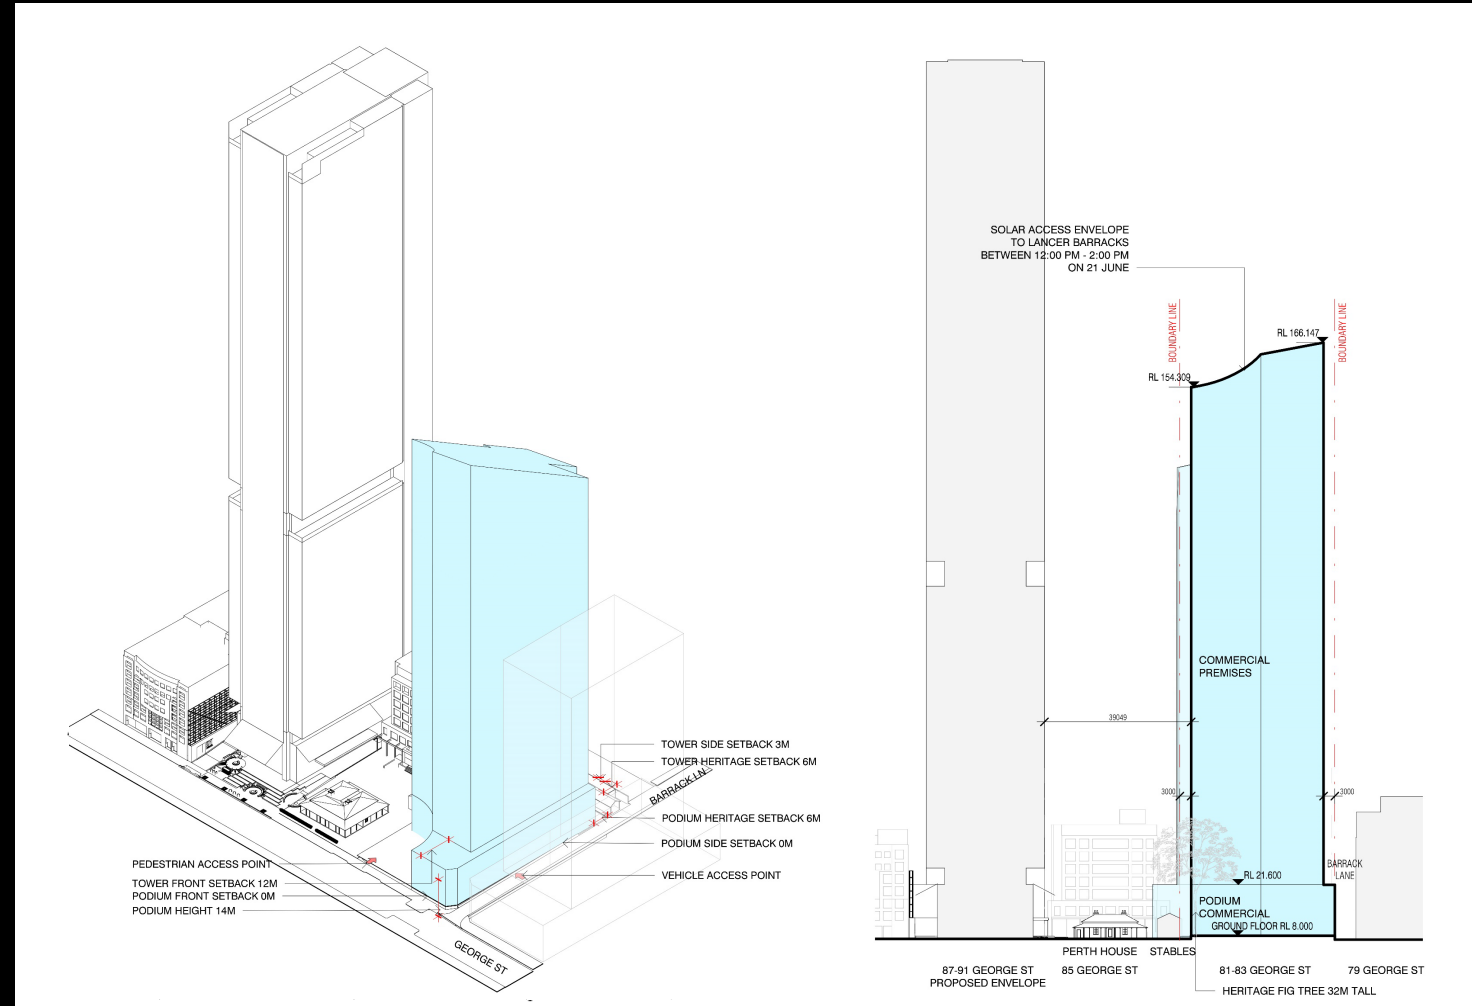 TOWER SIDE SETBACK 3M
TOWER HERITAGE SETBACK 6M
BARRACK LN
PODIUM HERITAGE SETBACK 6M
PODIUM SIDE SETBACK 0M
VEHICLE ACCESS POINT
PEDESTRIAN ACCESS POINT
TOWER FRONT SETBACK 12M
PODIUM FRONT SETBACK 0M
PODIUM HEIGHT 14M
GEORGE ST
SOLAR ACCESS ENVELOPE
TO LANCER BARRACKS
BETWEEN 12:00 PM - 2:00 PM
ON 21 JUNE
BOUNDARY LINE
BOUNDARY LINE
RL 166.147
RL 154.309
COMMERCIAL
PREMISES
39049
3000
3000
BARRACK
LANE
RL 21.600
PODIUM
COMMERCIAL
GROUND FLOOR RL 8.000
PERTH HOUSE
STABLES
87-91 GEORGE ST
PROPOSED ENVELOPE
85 GEORGE ST
81-83 GEORGE ST
79 GEORGE ST
HERITAGE FIG TREE 32M TALL